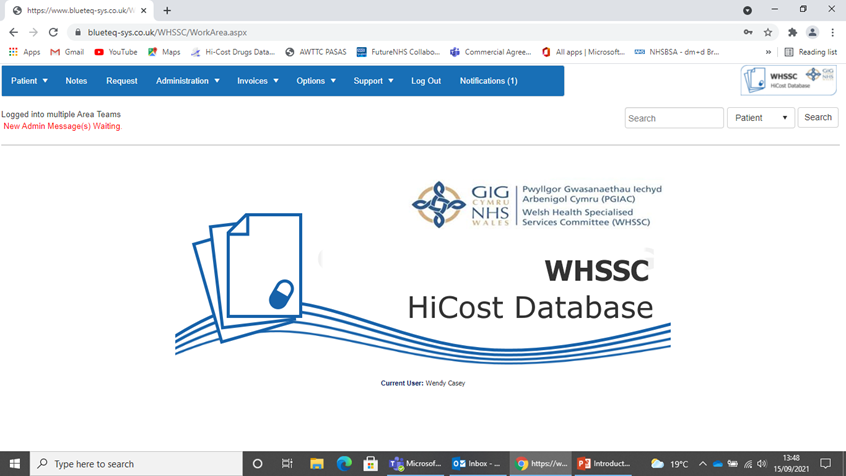 https://www.blueteq-sys.co.uk/W
blueteq-sys.co.uk/WHSSC/WorkArea.aspx
Apps Gmail YouTube Maps Hi-Cost Drugs Data... AWTTC PASAS FutureNHS Collabo... Commercial Agree... All apps | Microsoft... NHSBSA - dm+d Br... » Reading list
Patient Notes Request Administration Invoices Options Support Log Out Notifications (1)
WHSSC
HiCost Database
Logged into multiple Area Teams
New Admin Message(s) Waiting.
Search Patient Search
GIG
CYMRU
NHS
WALES
Pwyllgor Gwasanaethau Iechyd
Arbenigol Cymru (PGIAC)
Welsh Health Specialised
Services Committee (WHSSC)
WHSSC
HiCost Database
Current User: Wendy Casey
Type here to search
Microsof... Inbox - ... https://w... Introduct... 19°C
13:48
15/09/2021